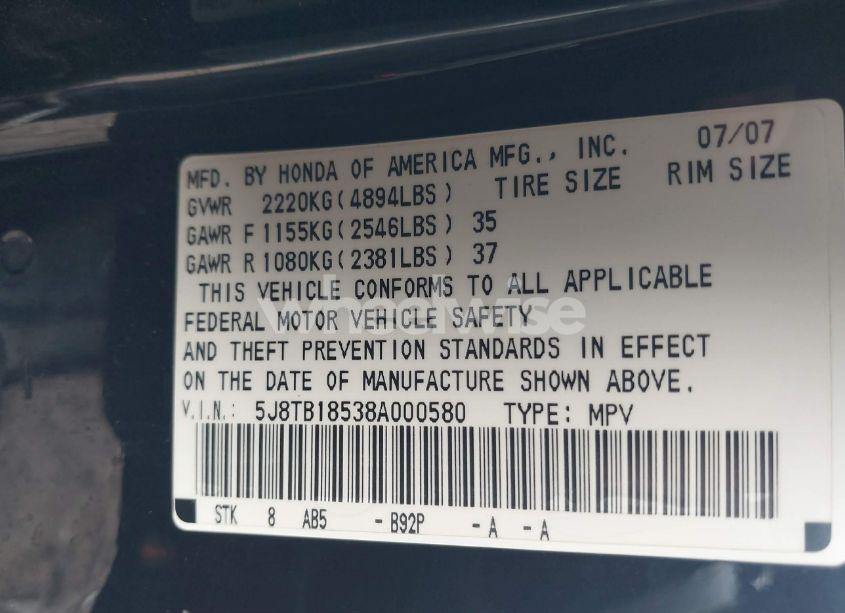 MFD. BY HONDA OF AMERICA MFG., INC. 07/07
GVWR 2220KG(4894LBS) TIRE SIZE RIM SIZE
GAWR F 1155KG(2546LBS) 35
GAWR R 1080KG(2381LBS) 37
THIS VEHICLE CONFORMS TO ALL APPLICABLE
FEDERAL MOTOR VEHICLE SAFETY
AND THEFT PREVENTION STANDARDS IN EFFECT
ON THE DATE OF MANUFACTURE SHOWN ABOVE.
V.I.N.: 5J8TB18538A000580 TYPE: MPV
STK 8 AB5 - B92P - A - A
Wheelwise